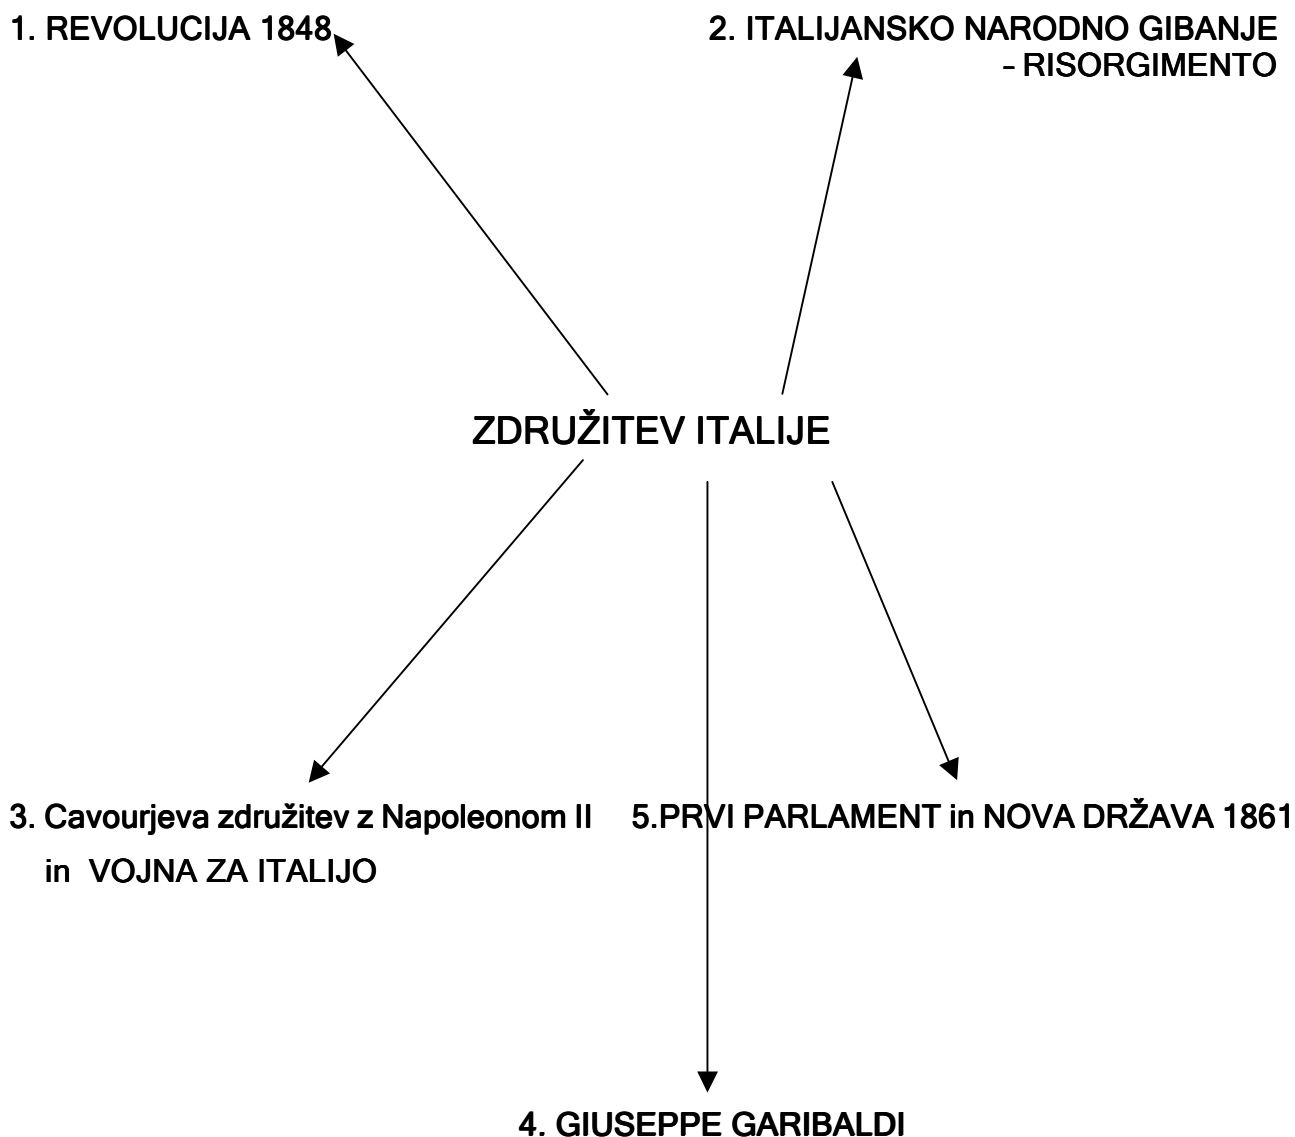 1. REVOLUCIJA 1848
2. ITALIJANSKO NARODNO GIBANJE
– RISORGIMENTO
ZDRUŽITEV ITALIJE
3. Cavourjeva združitev z Napoleonom II
in VOJNA ZA ITALIJO
5.PRVI PARLAMENT in NOVA DRŽAVA 1861
4. GIUSEPPE GARIBALDI